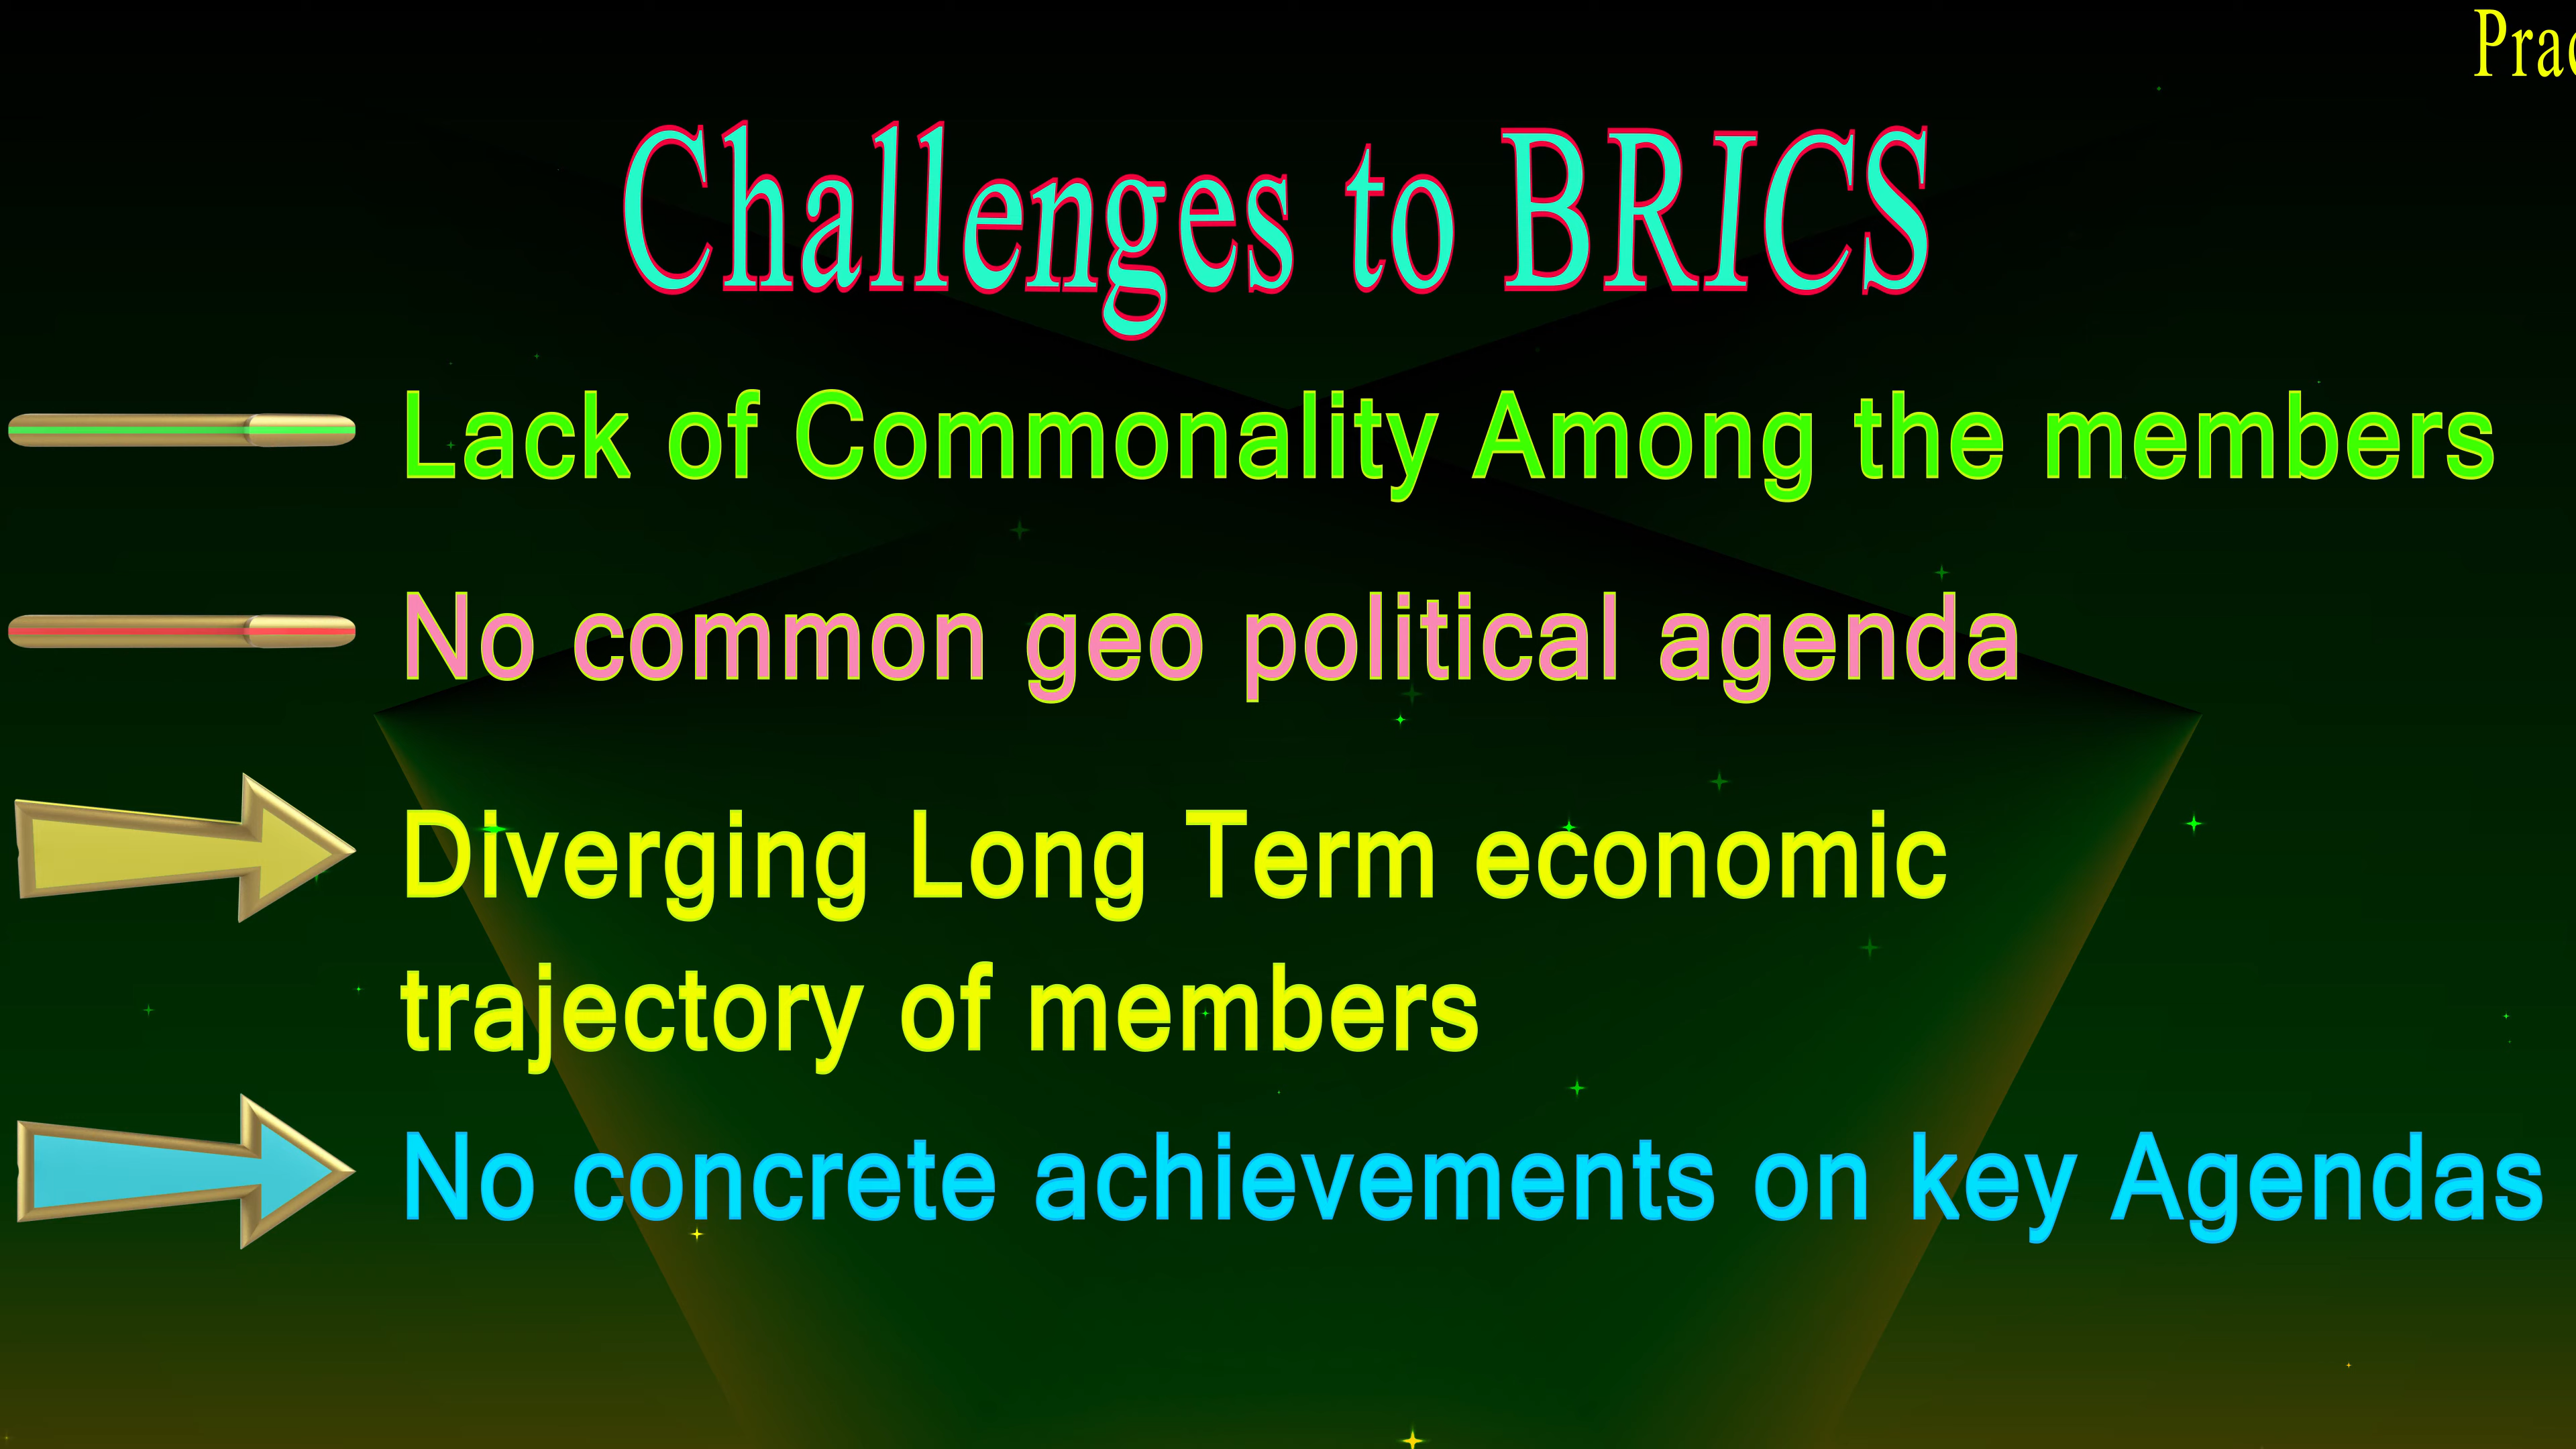 Challenges to BRICS
Lack of Commonality Among the members
No common geo political agenda
Diverging Long Term economic
trajectory of members
No concrete achievements on key Agendas